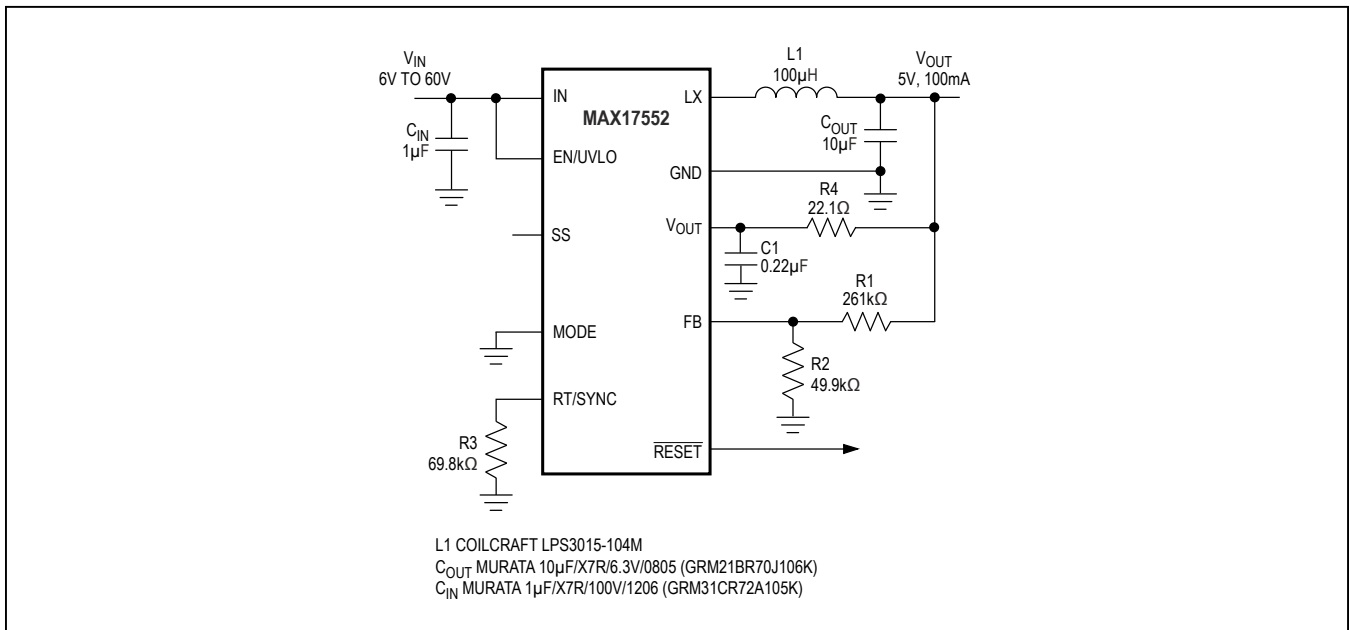 VIN
6V TO 60V
CIN
1µF
IN
EN/UVLO
SS
MODE
RT/SYNC
R3
69.8kΩ
MAX17552
LX
GND
VOUT
FB
RESET
L1
100µH
VOUT
5V, 100mA
COUT
10µF
R4
22.1Ω
C1
0.22µF
R1
261kΩ
R2
49.9kΩ
L1 COILCRAFT LPS3015-104M
COUT MURATA 10µF/X7R/6.3V/0805 (GRM21BR70J106K)
CIN MURATA 1µF/X7R/100V/1206 (GRM31CR72A105K)